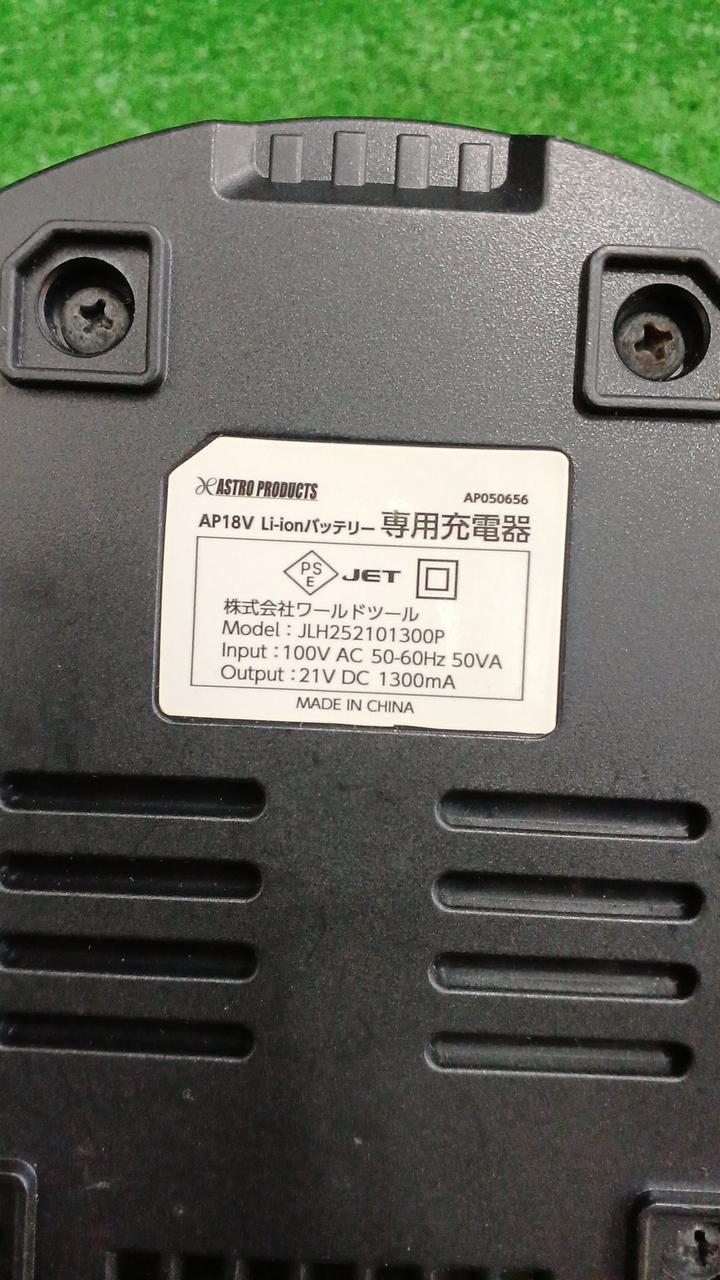 ASTRO PRODUCTS
AP050656
AP18V Li-ionバッテリー 専用充電器
PS
E
JET
株式会社ワールドツール
Model : JLH252101300P
Input : 100V AC 50-60Hz 50VA
Output : 21V DC 1300mA
MADE IN CHINA